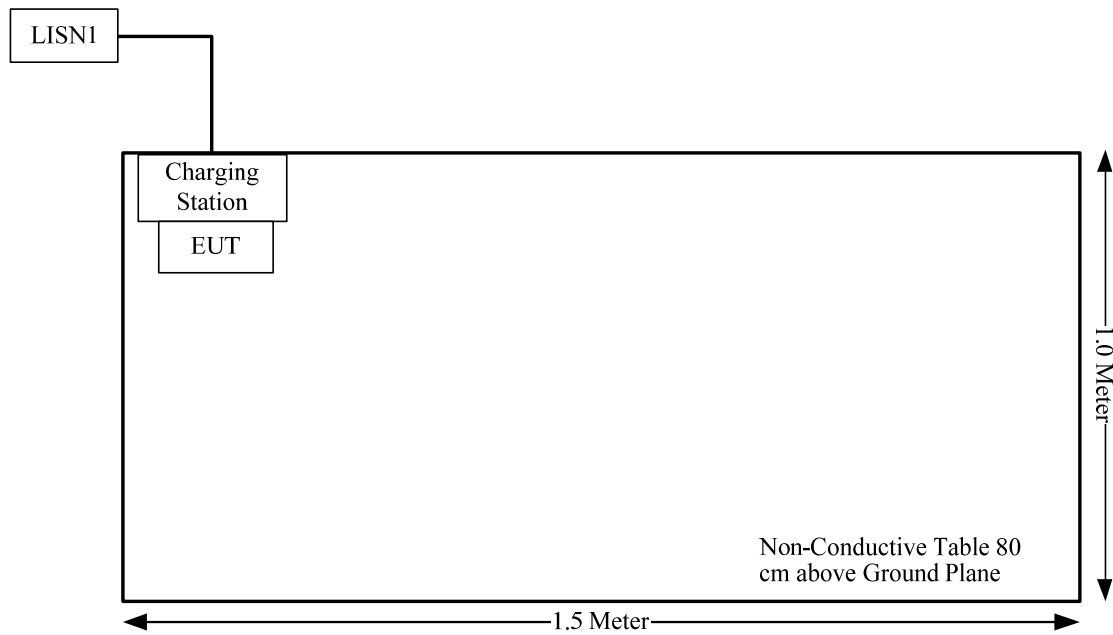 LISN1
Charging
Station
EUT
1.0 Meter
Non-Conductive Table 80
cm above Ground Plane
1.5 Meter